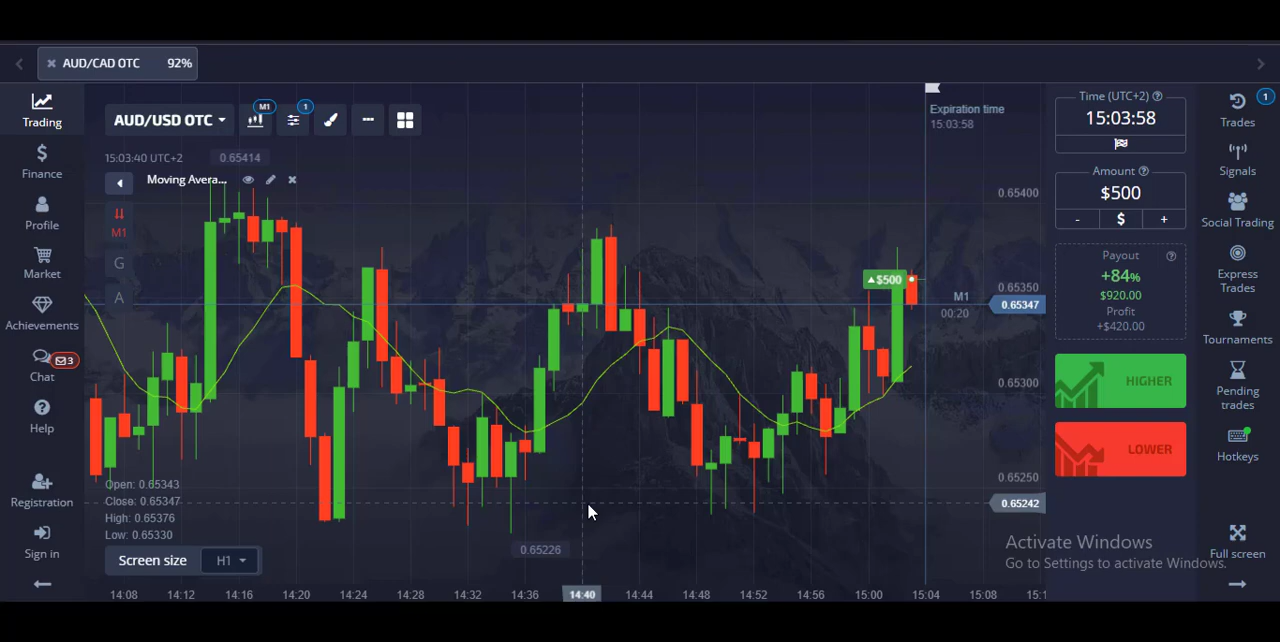 AUD/CAD OTC 92%
Trading
Finance
Profile
Market
Achievements
Chat 3
Help
Registration
Sign in
AUD/USD OTC M1 1
15:03:40 UTC+2 0.65414
Moving Avera...
M1
G
A
Open: 0.65343
Close: 0.65347
High: 0.65376
Low: 0.65330
Screen size H1
0.65226
Expiration time
15:03:58
$500
M1
00:20
0.65400
0.65350
0.65347
0.65300
0.65250
0.65242
14:08 14:12 14:16 14:20 14:24 14:28 14:32 14:36 14:40 14:44 14:48 14:52 14:56 15:00 15:04 15:08 15:1
Time (UTC+2) ?
15:03:58
Amount ?
$500
- $ +
Payout ?
+84%
$920.00
Profit
+$420.00
HIGHER
LOWER
1
Trades
Signals
Social Trading
Express
Trades
Tournaments
Pending
trades
Hotkeys
Full screen
Activate Windows
Go to Settings to activate Windows.